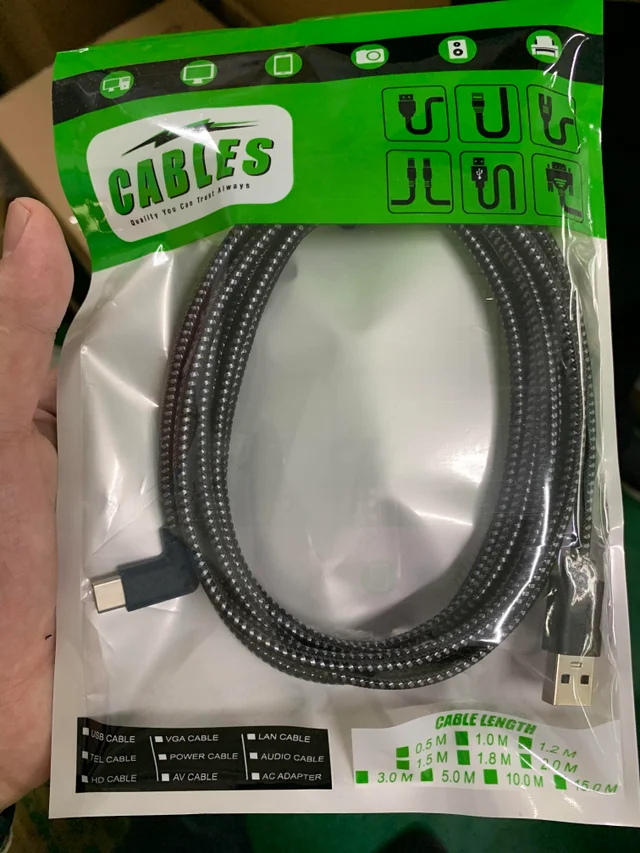 CABLES
Quality You Can Trust Always
USB CABLE VGA CABLE LAN CABLE
TEL CABLE POWER CABLE AUDIO CABLE
HD CABLE AV CABLE AC ADAPTER
CABLE LENGTH
0.5 M 1.0 M 1.2 M
1.5 M 1.8 M 2.0 M
3.0 M 5.0 M 10.0 M 15.0 M